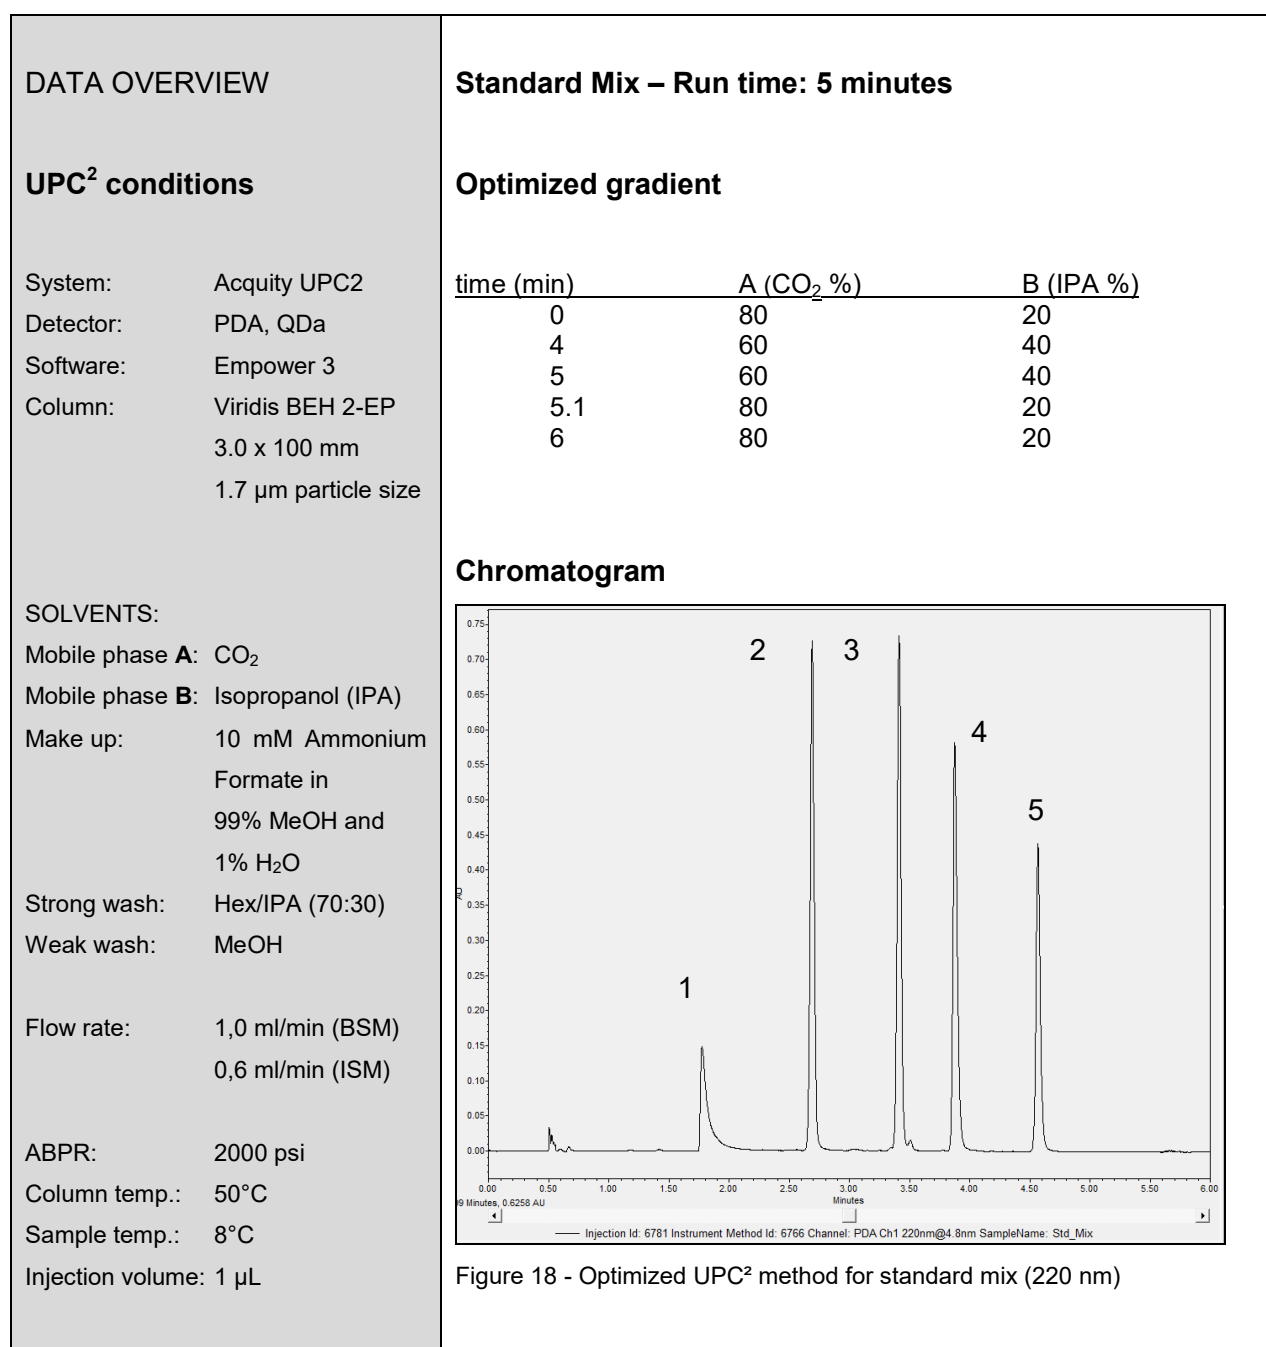 DATA OVERVIEW
UPC² conditions
System: Acquity UPC2
Detector: PDA, QDa
Software: Empower 3
Column: Viridis BEH 2-EP
3.0 x 100 mm
1.7 µm particle size
SOLVENTS:
Mobile phase A: CO₂
Mobile phase B: Isopropanol (IPA)
Make up: 10 mM Ammonium
Formate in
99% MeOH and
1% H₂O
Strong wash: Hex/IPA (70:30)
Weak wash: MeOH
Flow rate: 1,0 ml/min (BSM)
0,6 ml/min (ISM)
ABPR: 2000 psi
Column temp.: 50°C
Sample temp.: 8°C
Injection volume: 1 µL
Standard Mix – Run time: 5 minutes
Optimized gradient
time (min) A (CO₂ %) B (IPA %)
0 80 20
4 60 40
5 60 40
5.1 80 20
6 80 20
Chromatogram
0.75
0.70
0.65
0.60
0.55
0.50
0.45
0.40
0.35
0.30
0.25
0.20
0.15
0.10
0.05
0.00
AU
1
2
3
4
5
0.00 0.50 1.00 1.50 2.00 2.50 3.00 3.50 4.00 4.50 5.00 5.50 6.00
9 Minutes, 0.6258 AU
Minutes
Injection Id: 6781 Instrument Method Id: 6766 Channel: PDA Ch1 220nm@4.8nm SampleName: Std_Mix
Figure 18 - Optimized UPC² method for standard mix (220 nm)